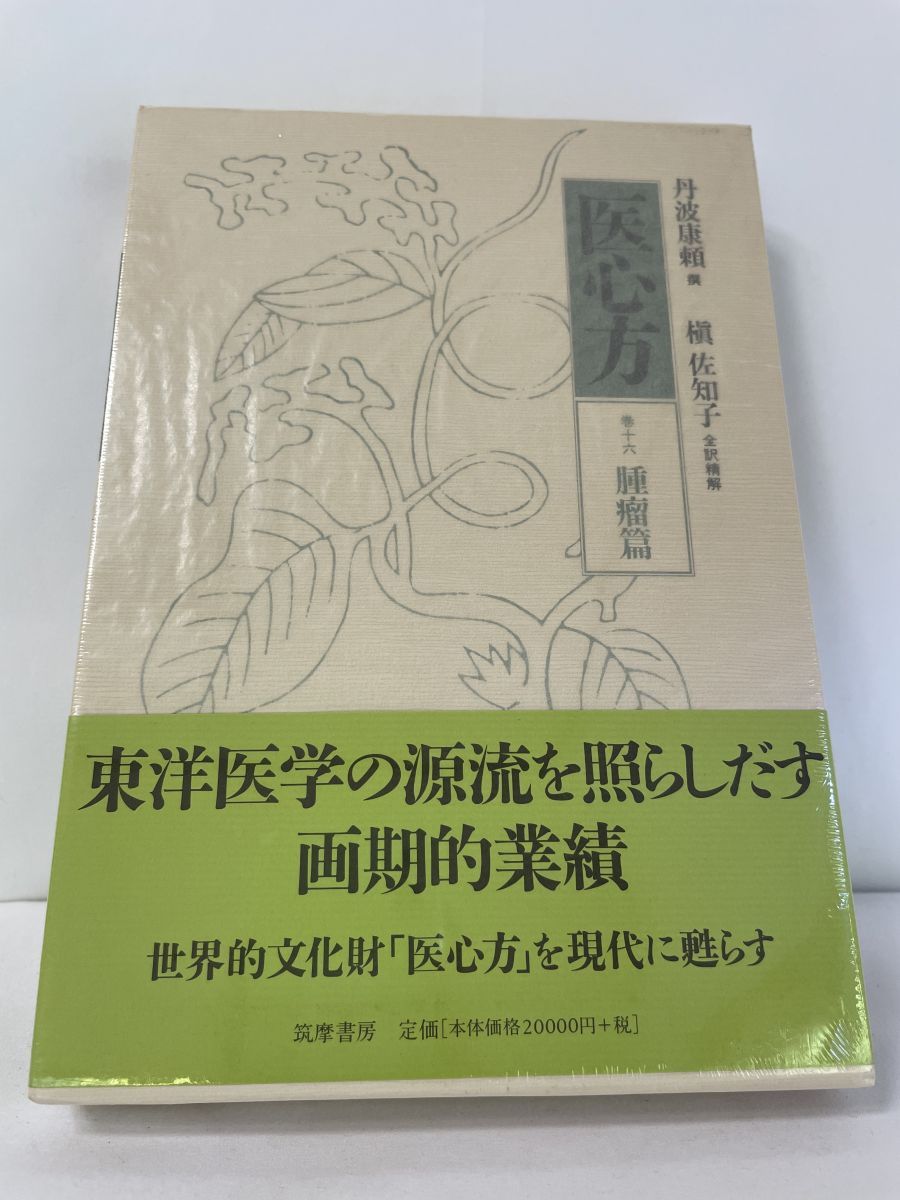 丹波康頼 撰 槇 佐知子 全訳精解
医心方
巻十六 腫瘤篇
東洋医学の源流を照らしだす
画期的業績
世界的文化財「医心方」を現代に甦らす
筑摩書房 定価[本体価格20000円+税]